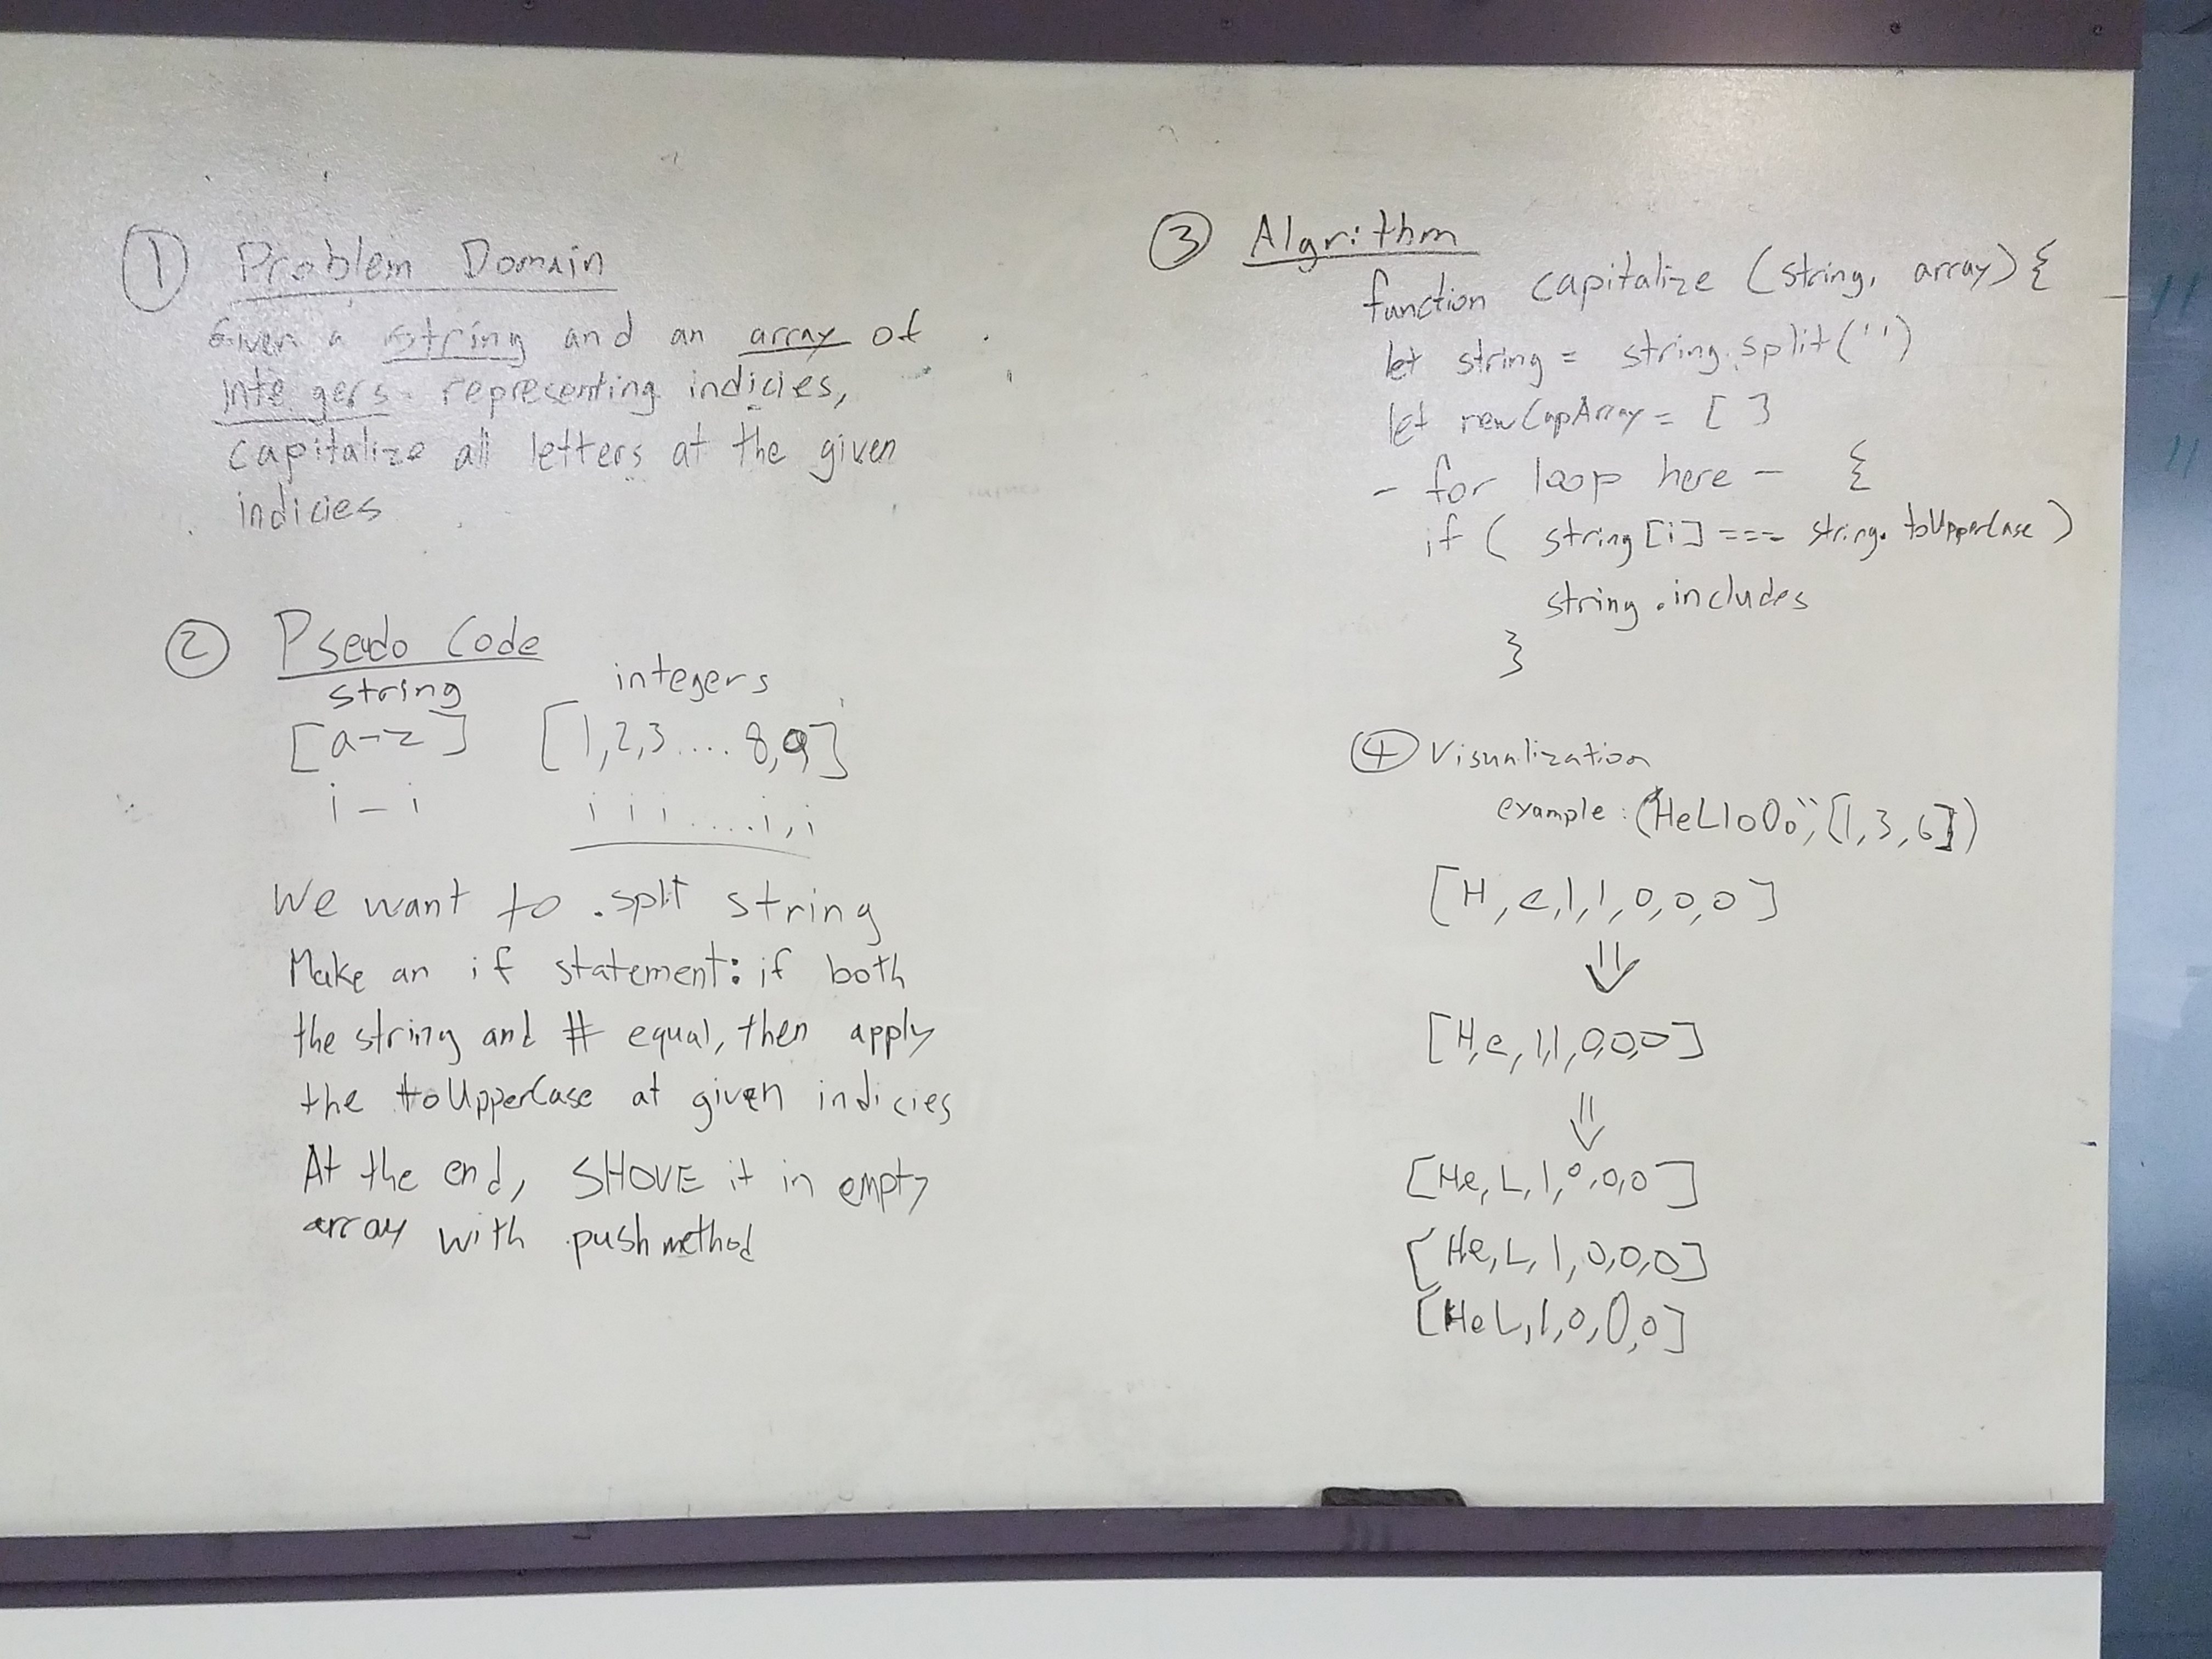 ① Problem Domain
Given a string and an array of
integers representing indicies,
capitalize all letters at the given
indicies
② Pseudo Code
string integers
[a-z] [1,2,3....8,9]
i - i i i i ....i,i
We want to .split string
Make an if statement: if both
the string and # equal, then apply
the toUpperCase at given indicies
At the end, SHOVE it in empty
array with push method
③ Algrithm
function capitalize (string, array) {
let string = string.split('')
let newCapArray = [ ]
- for loop here - {
if ( string [i] === string.toUpperCase )
string.includes
}
④ Visualization
example: ("HeLloOo", [1,3,6])
[H,e,l,l,o,o,o]
⇓
[H,e,l,l,o,o,o]
⇓
[He,L,l,o,o,o]
[He,L,l,o,o,o]
[HeL,l,o,O,o]